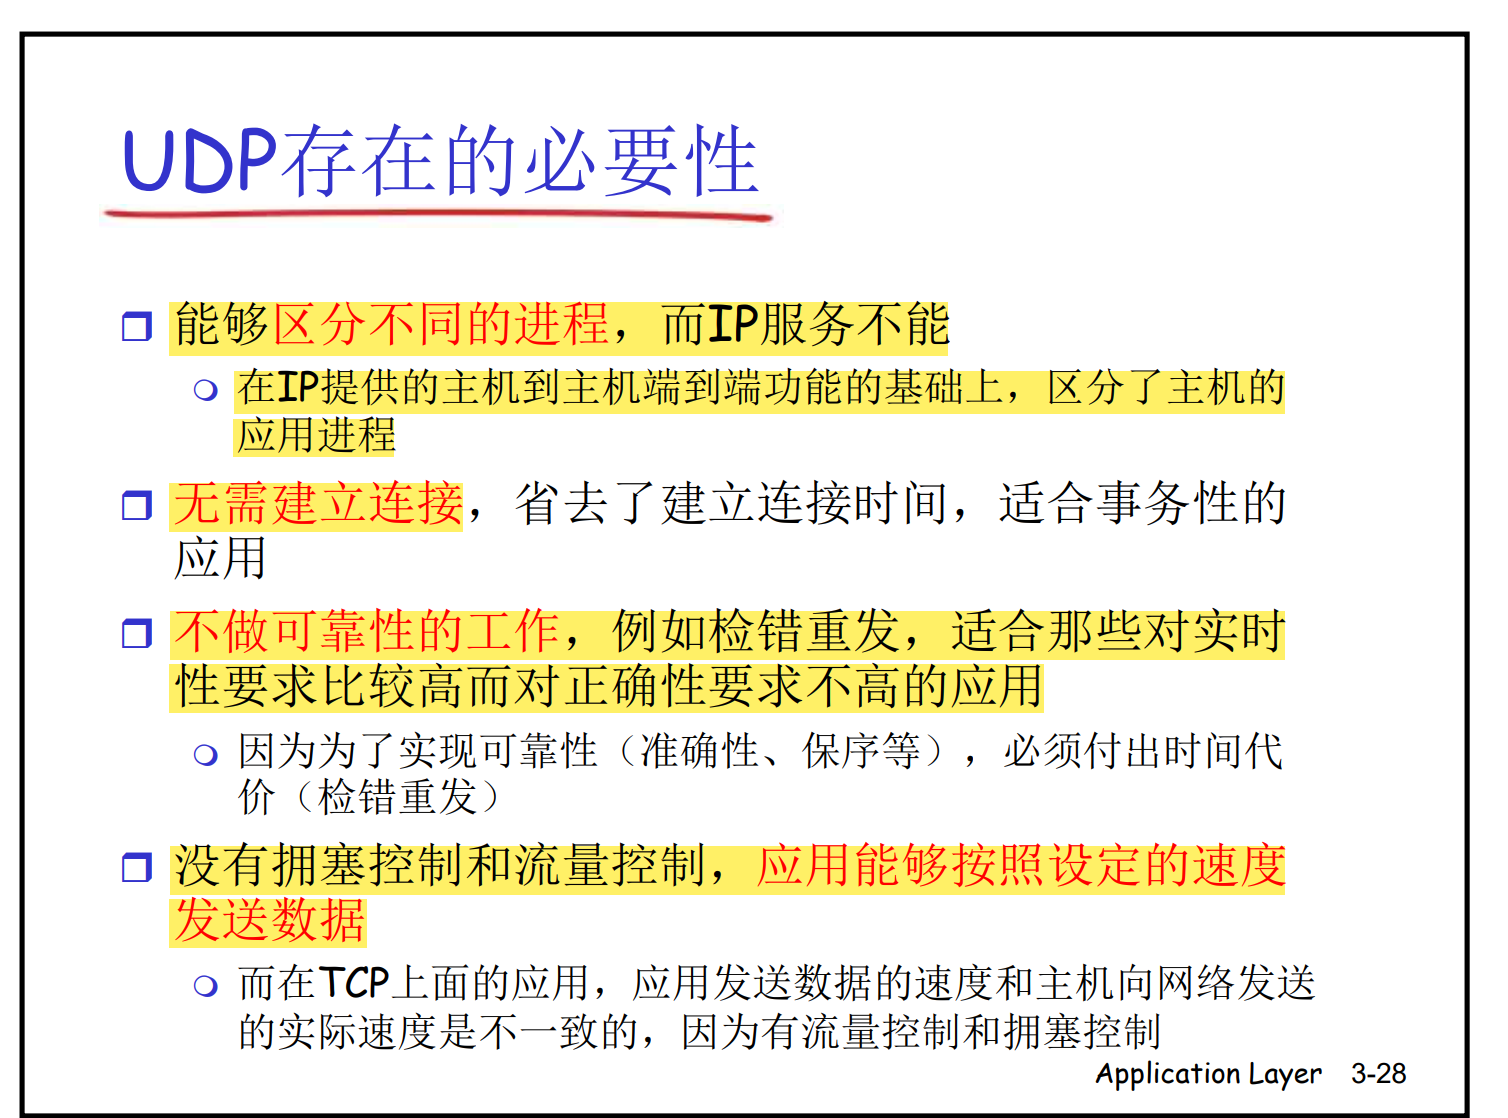 UDP存在的必要性
能够区分不同的进程，而IP服务不能
在IP提供的主机到主机端到端功能的基础上，区分了主机的
应用进程
无需建立连接，省去了建立连接时间，适合事务性的
应用
不做可靠性的工作，例如检错重发，适合那些对实时
性要求比较高而对正确性要求不高的应用
因为为了实现可靠性（准确性、保序等），必须付出时间代
价（检错重发）
没有拥塞控制和流量控制，应用能够按照设定的速度
发送数据
而在TCP上面的应用，应用发送数据的速度和主机向网络发送
的实际速度是不一致的，因为有流量控制和拥塞控制
Application Layer 3-28